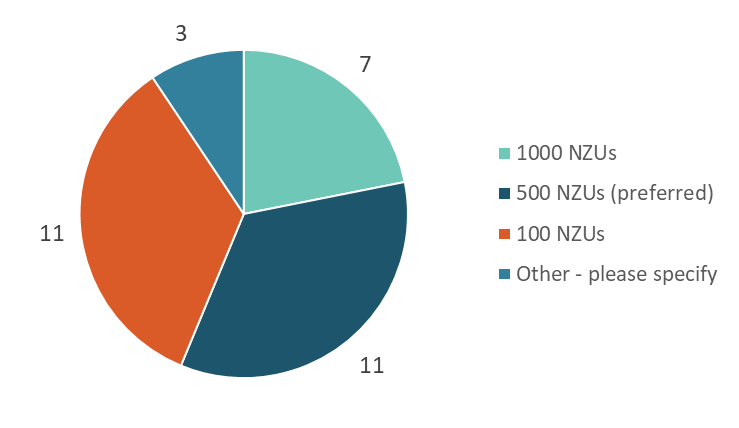 3
7
11
11
1000 NZUs
500 NZUs (preferred)
100 NZUs
Other - please specify